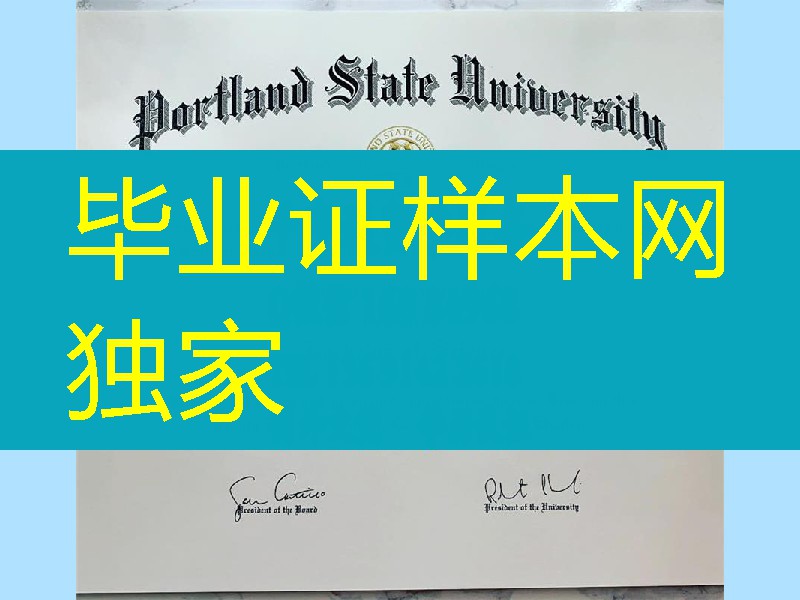 Portland State University
毕业证样本网
独家
President of the Board
President of the University